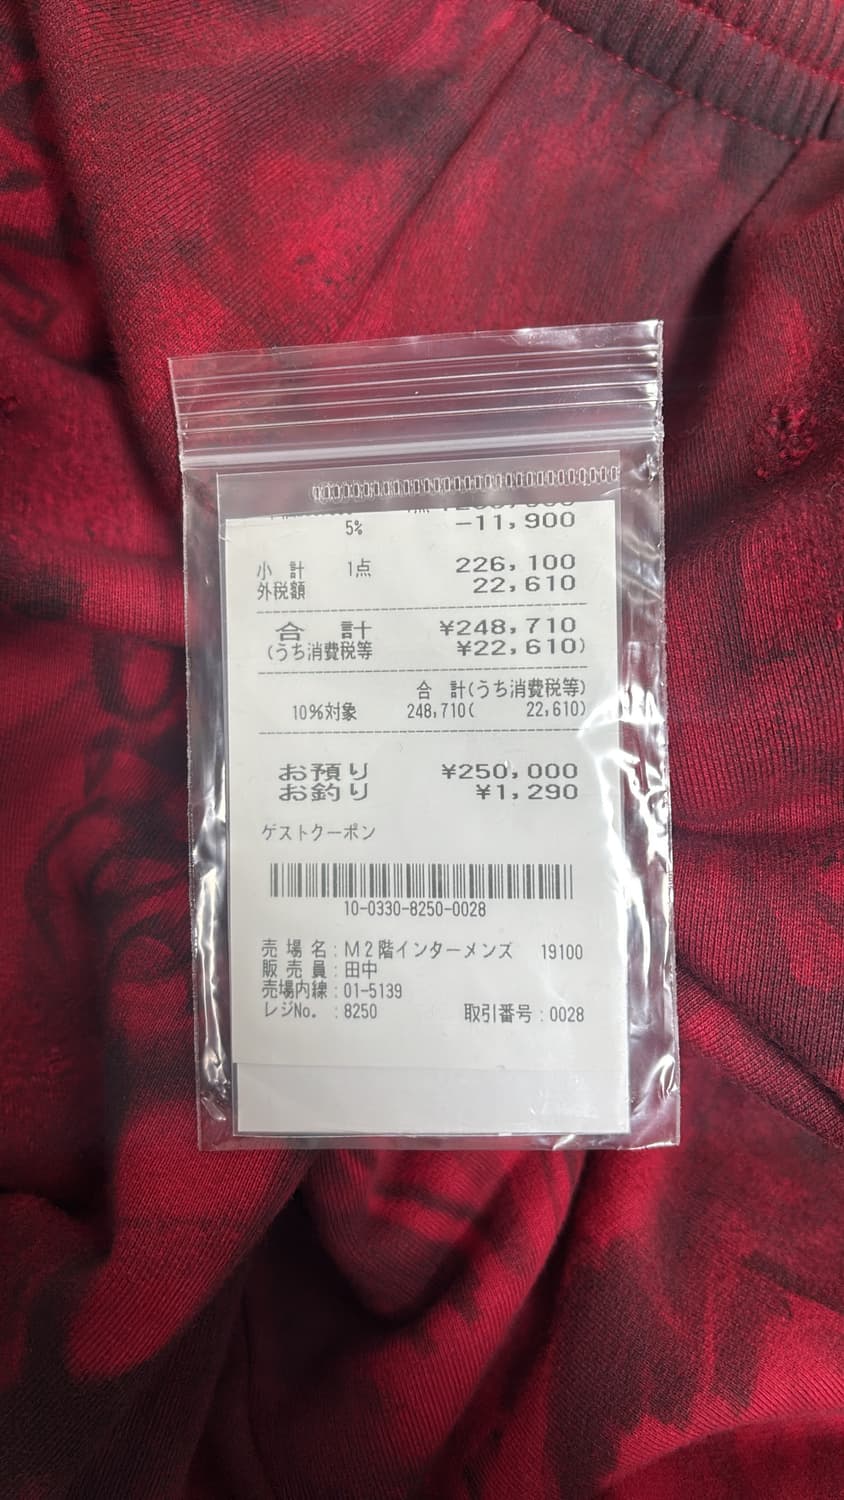 5% -11,900
小 計 1点 226,100
外税額 22,610
合 計 ¥248,710
(うち消費税等 ¥22,610)
合 計(うち消費税等)
10%対象 248,710( 22,610)
お預り ¥250,000
お釣り ¥1,290
ゲストクーポン
10-0330-8250-0028
売 場 名:M2階インターメンズ 19100
販 売 員:田中
売場内線:01-5139
レジNo. :8250 取引番号:0028